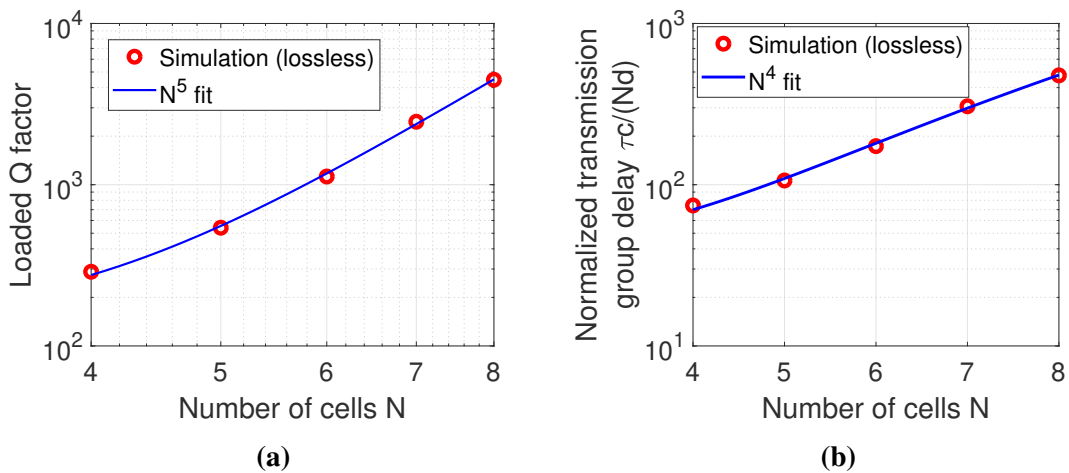 10^4
10^3
10^2
Loaded Q factor
Simulation (lossless)
N^5 fit
4 5 6 7 8
Number of cells N
(a)
10^3
10^2
10^1
Normalized transmission
group delay τc/(Nd)
Simulation (lossless)
N^4 fit
4 5 6 7 8
Number of cells N
(b)